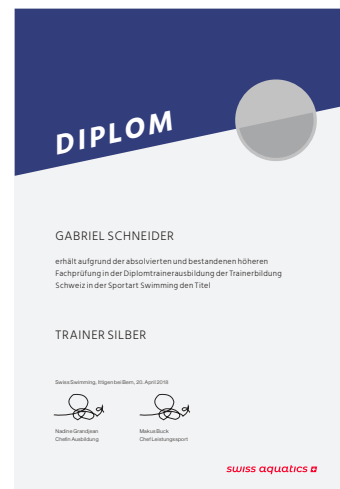 DIPLOM
GABRIEL SCHNEIDER
erhält aufgrund der absolvierten und bestandenen höheren
Fachprüfung in der Diplomtrainerausbildung der Trainerbildung
Schweiz in der Sportart Swimming den Titel
TRAINER SILBER
Swiss Swimming, Ittigen bei Bern, 20. April 2018
Nadine Grandjean
Chefin Ausbildung
Makus Buck
Chef Leistungssport
swiss aquatics